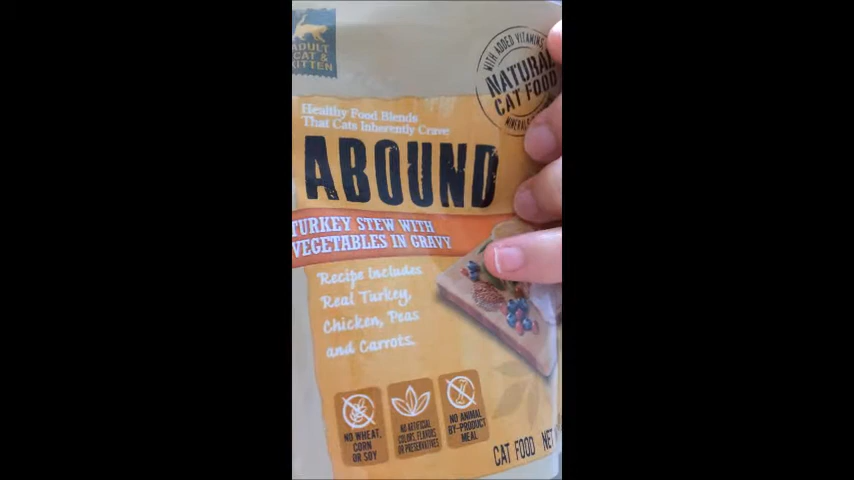 ADULT
CAT &
KITTEN
WITH ADDED VITAMINS
NATURAL
CAT FOOD
MINERALS
Healthy Food Blends
That Cats Inherently Crave
ABOUND
TURKEY STEW WITH
VEGETABLES IN GRAVY
Recipe Includes
Real Turkey,
Chicken, Peas
and Carrots.
NO WHEAT,
CORN
OR SOY
NO ARTIFICIAL
COLORS, FLAVORS
OR PRESERVATIVES
NO ANIMAL
BY-PRODUCT
MEAL
CAT FOOD NET